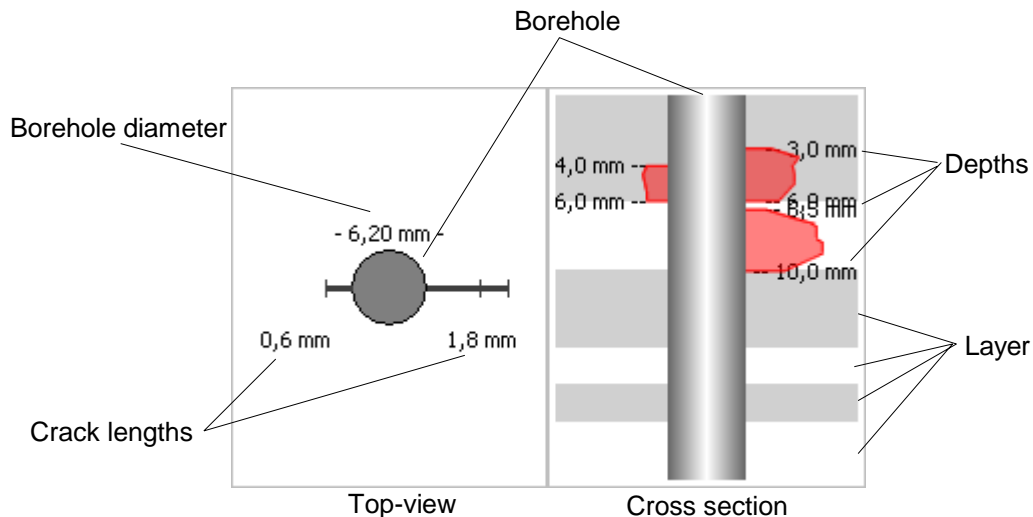 Borehole
Borehole diameter
- 6,20 mm -
0,6 mm
1,8 mm
Crack lengths
Top-view
4,0 mm --
6,0 mm --
-- 3,0 mm
-- 10,0 mm
Depths
Layer
Cross section